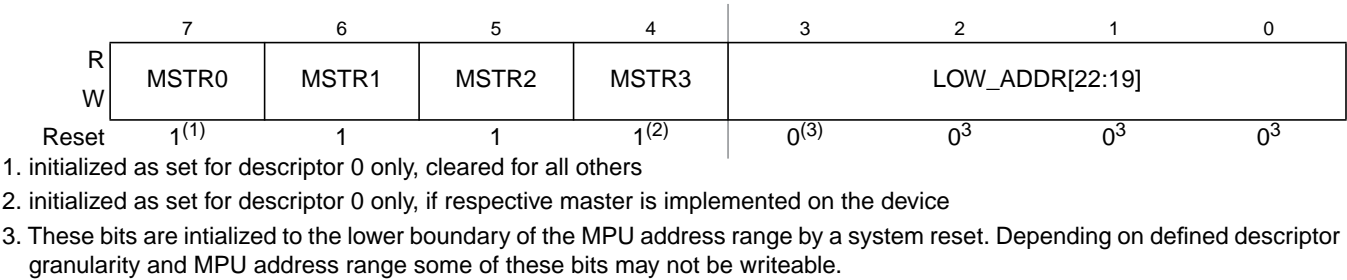 7 6 5 4 3 2 1 0
R
W
MSTR0 MSTR1 MSTR2 MSTR3 LOW_ADDR[22:19]
Reset 1(1) 1 1 1(2) 0(3) 03 03 03
1. initialized as set for descriptor 0 only, cleared for all others
2. initialized as set for descriptor 0 only, if respective master is implemented on the device
3. These bits are intialized to the lower boundary of the MPU address range by a system reset. Depending on defined descriptor
granularity and MPU address range some of these bits may not be writeable.